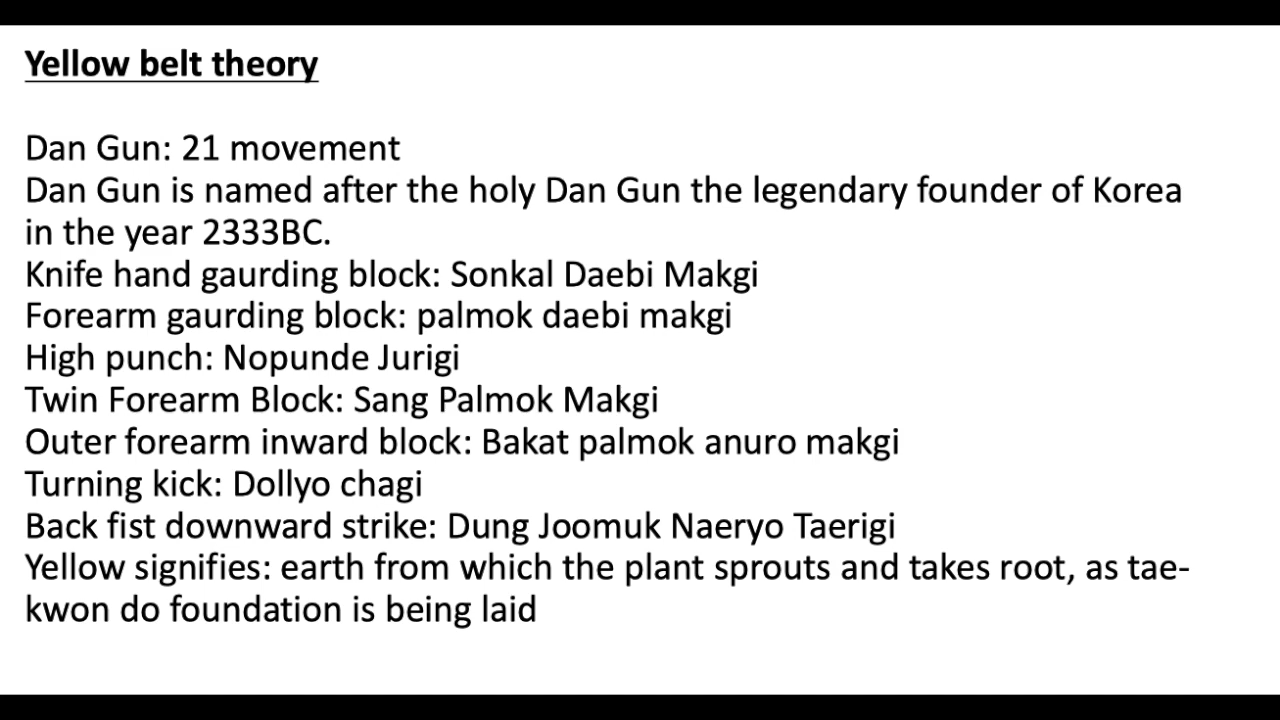 Yellow belt theory
Dan Gun: 21 movement
Dan Gun is named after the holy Dan Gun the legendary founder of Korea
in the year 2333BC.
Knife hand gaurding block: Sonkal Daebi Makgi
Forearm gaurding block: palmok daebi makgi
High punch: Nopunde Jurigi
Twin Forearm Block: Sang Palmok Makgi
Outer forearm inward block: Bakat palmok anuro makgi
Turning kick: Dollyo chagi
Back fist downward strike: Dung Joomuk Naeryo Taerigi
Yellow signifies: earth from which the plant sprouts and takes root, as tae-
kwon do foundation is being laid